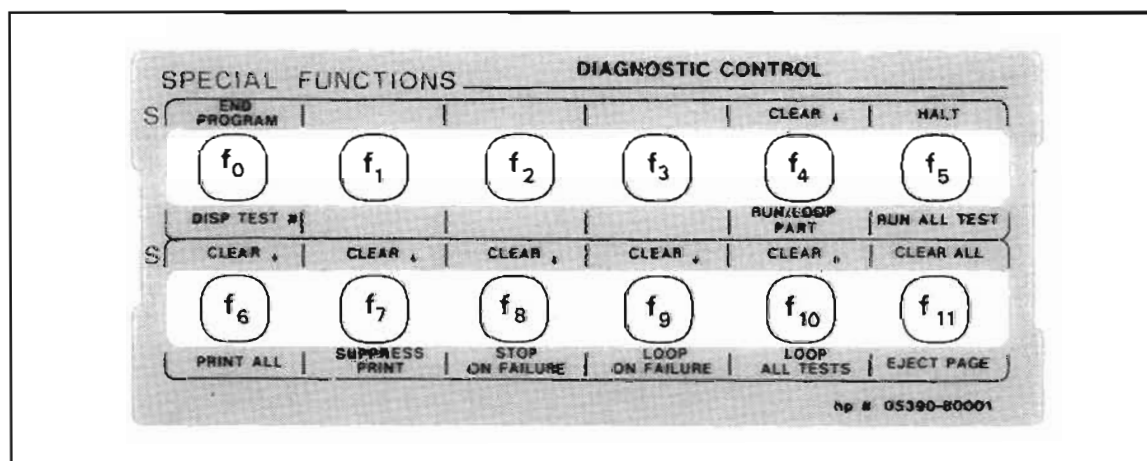 SPECIAL FUNCTIONS DIAGNOSTIC CONTROL
S END PROGRAM CLEAR ↓ HALT
f0 f1 f2 f3 f4 f5
DISP TEST # RUN/LOOP PART RUN ALL TEST
S CLEAR ↓ CLEAR ↓ CLEAR ↓ CLEAR ↓ CLEAR ↓ CLEAR ALL
f6 f7 f8 f9 f10 f11
PRINT ALL SUPPRESS PRINT STOP ON FAILURE LOOP ON FAILURE LOOP ALL TESTS EJECT PAGE
hp # 05390-80001